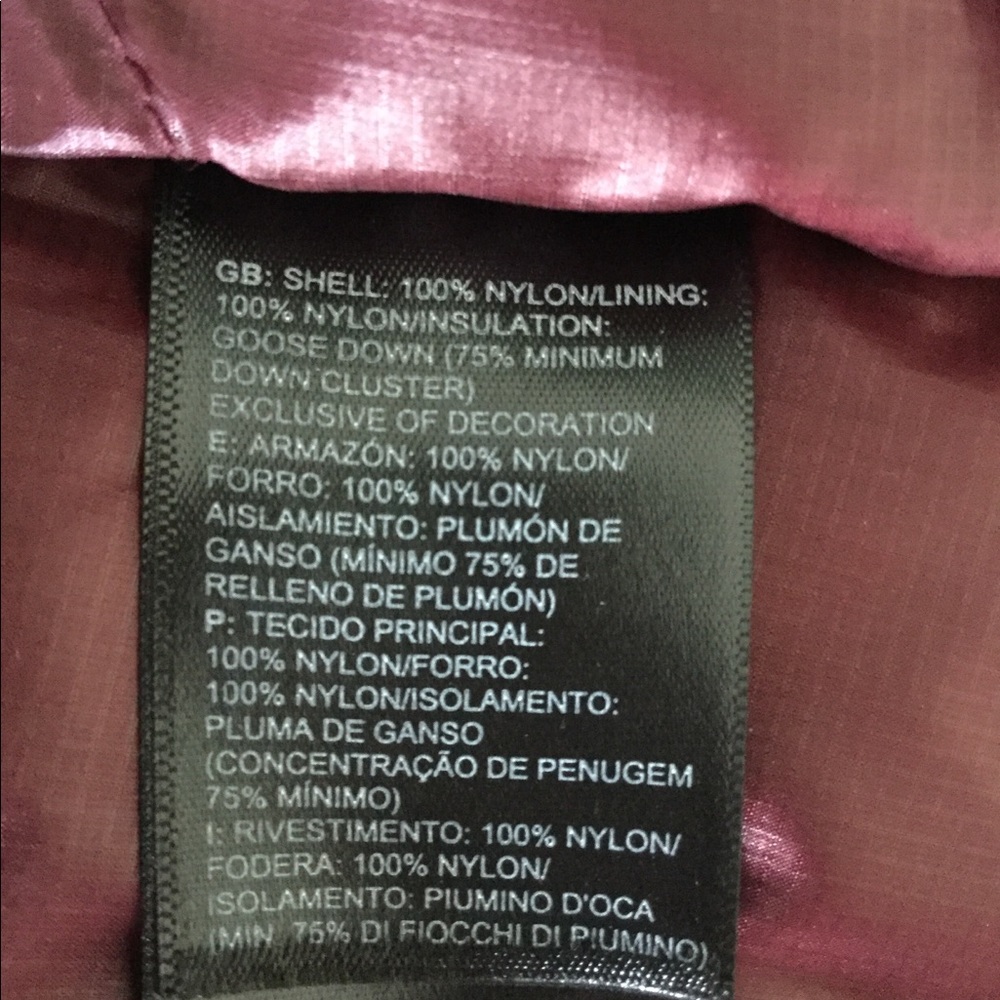 GB: SHELL: 100% NYLON/LINING:
100% NYLON/INSULATION:
GOOSE DOWN (75% MINIMUM
DOWN CLUSTER)
EXCLUSIVE OF DECORATION
E: ARMAZÓN: 100% NYLON/
FORRO: 100% NYLON/
AISLAMIENTO: PLUMÓN DE
GANSO (MÍNIMO 75% DE
RELLENO DE PLUMÓN)
P: TECIDO PRINCIPAL:
100% NYLON/FORRO:
100% NYLON/ISOLAMENTO:
PLUMA DE GANSO
(CONCENTRAÇÃO DE PENUGEM
75% MÍNIMO)
I: RIVESTIMENTO: 100% NYLON/
FODERA: 100% NYLON/
ISOLAMENTO: PIUMINO D'OCA
(MIN. 75% DI FIOCCHI DI PIUMINO)